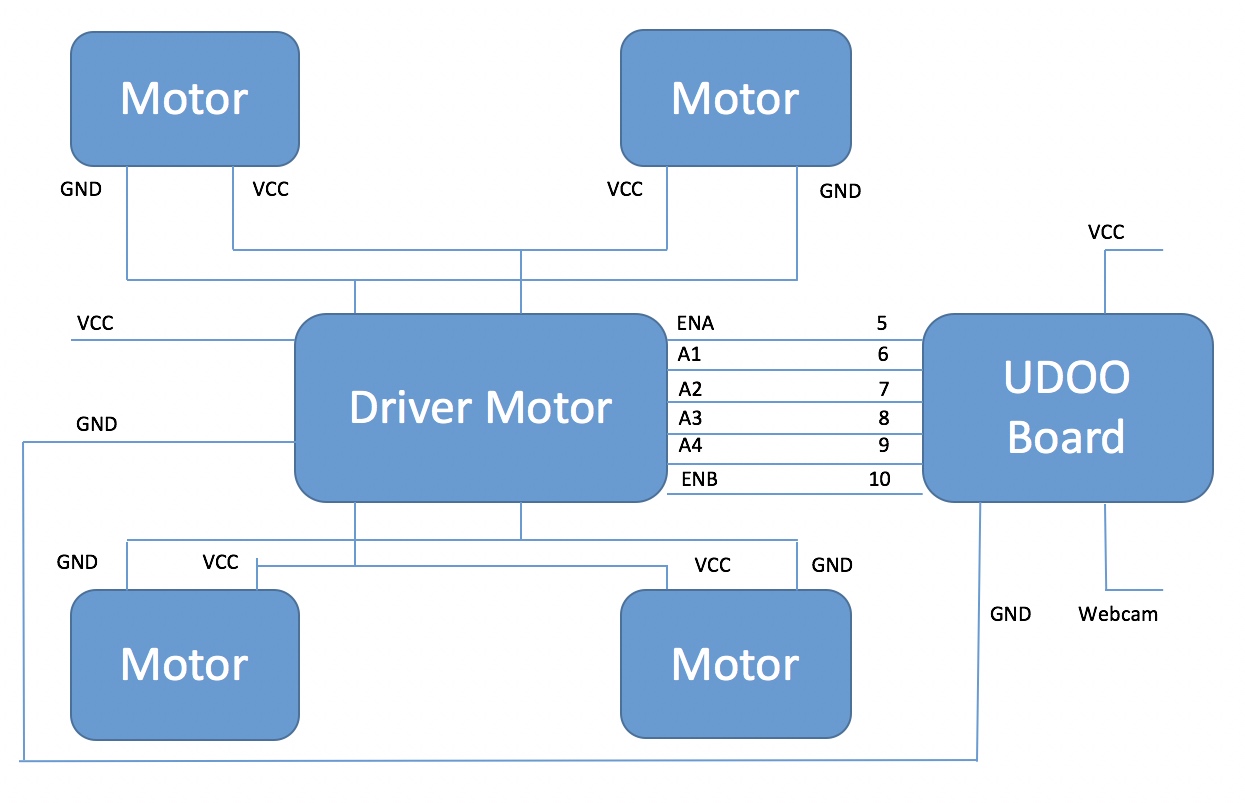 Motor
Motor
GND
VCC
VCC
GND
VCC
VCC
ENA 5
A1 6
A2 7
A3 8
A4 9
ENB 10
Driver Motor
UDOO
Board
GND
GND
VCC
VCC
GND
Motor
Motor
GND
Webcam